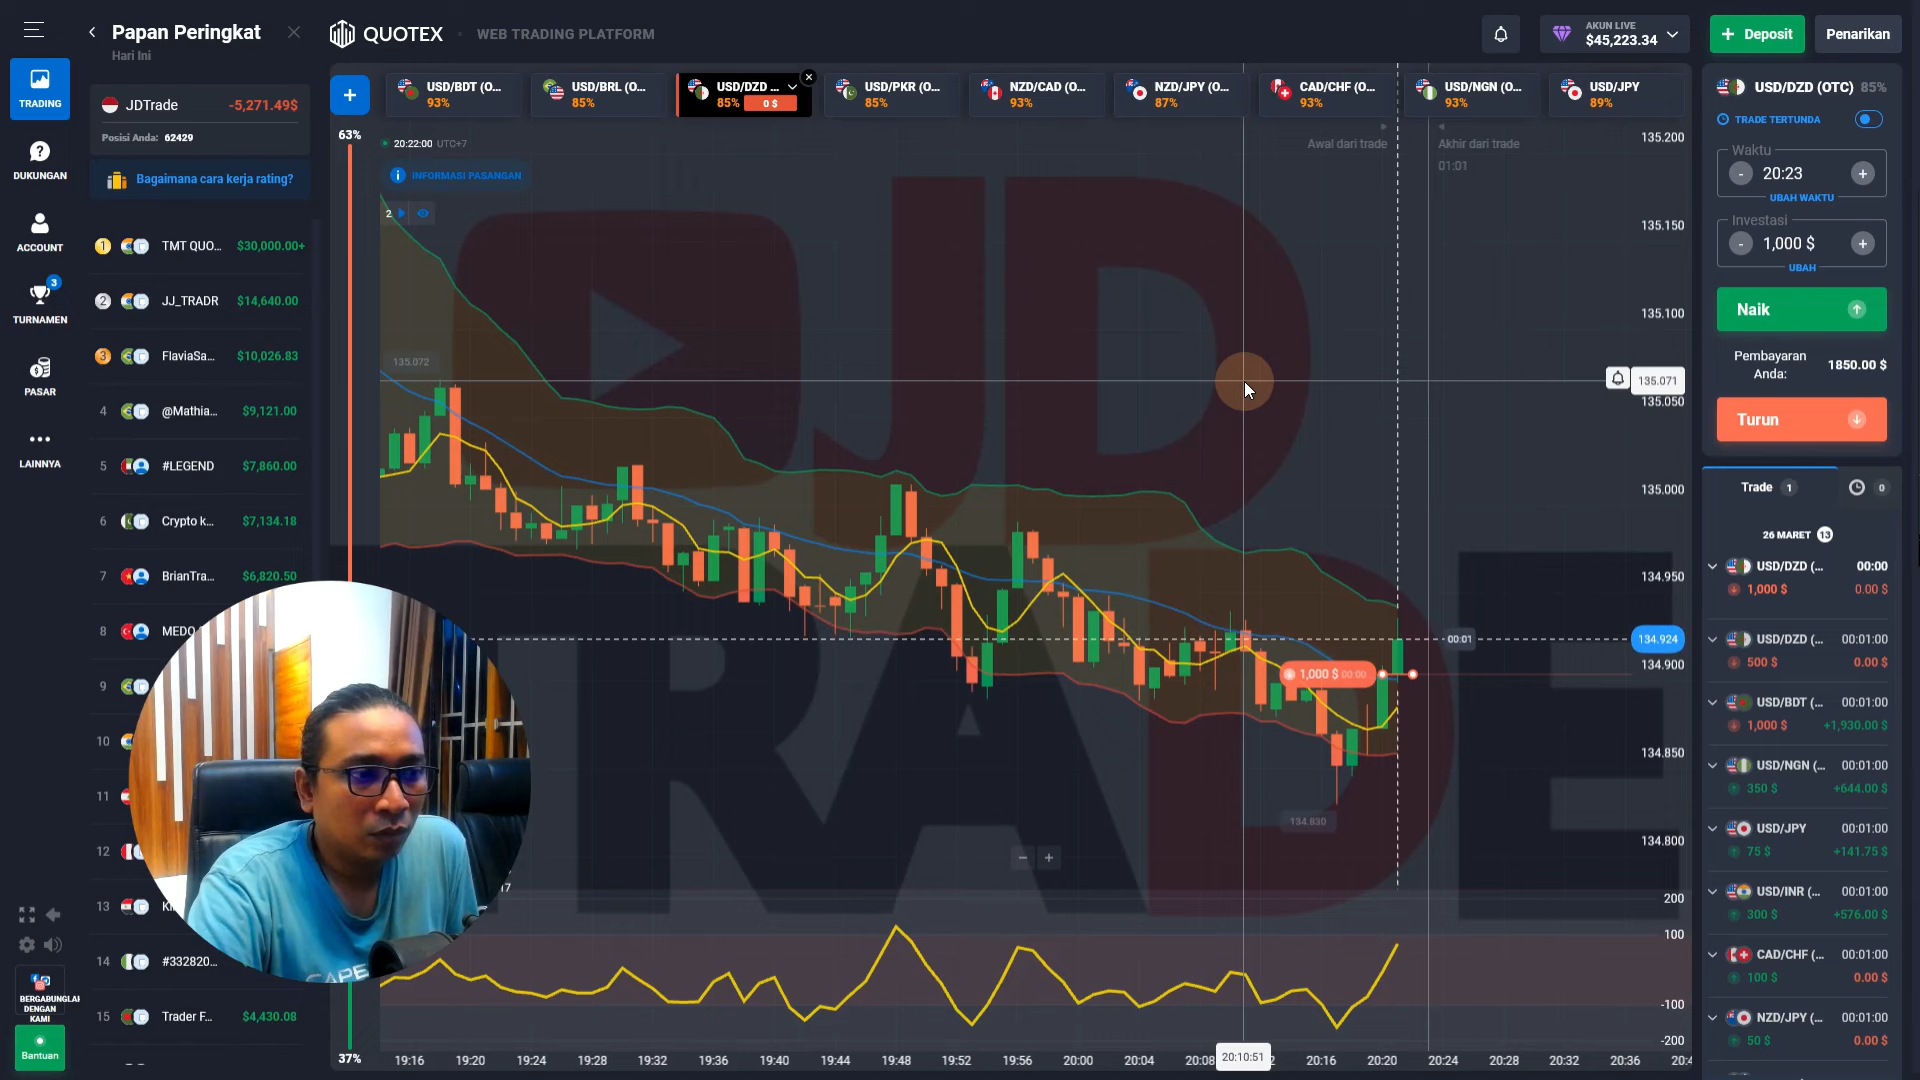 Papan Peringkat
Hari Ini
QUOTEX
WEB TRADING PLATFORM
AKUN LIVE
$45,223.34
Deposit
Penarikan
TRADING
JDTrade -5,271.49$
Posisi Anda: 62429
Bagaimana cara kerja rating?
USD/BDT (O... 93%
USD/BRL (O... 85%
USD/DZD ... 85% 0 $
USD/PKR (O... 85%
NZD/CAD (O... 93%
NZD/JPY (O... 87%
CAD/CHF (O... 93%
USD/NGN (O... 93%
USD/JPY 89%
63%
20:22:00 UTC+7
INFORMASI PASANGAN
2
Awal dari trade
Akhir dari trade
01:01
DUKUNGAN
ACCOUNT
3
TURNAMEN
PASAR
LAINNYA
1 TMT QUO... $30,000.00+
2 JJ_TRADR $14,640.00
3 FlaviaSa... $10,026.83
4 @Mathia... $9,121.00
5 #LEGEND $7,860.00
6 Crypto k... $7,134.18
7 BrianTra... $6,820.50
8 MEDO
9
10
11
12
13
14 #332820...
15 Trader F... $4,430.08
BERGABUNGLAH
DENGAN
KAMI
Bantuan
JD
TRADE
135.072
134.830
1,000 $ 00:00
00:01
17
CAPE
135.200
135.150
135.100
135.071
135.050
135.000
134.950
134.924
134.900
134.850
134.800
200
100
-100
-200
37%
19:16 19:20 19:24 19:28 19:32 19:36 19:40 19:44 19:48 19:52 19:56 20:00 20:04 20:08 20:10:51 20:16 20:20 20:24 20:28 20:32 20:36 20:4
USD/DZD (OTC) 85%
TRADE TERTUNDA
Waktu
- 20:23 +
UBAH WAKTU
Investasi
- 1,000 $ +
UBAH
Naik
Pembayaran
Anda:
1850.00 $
Turun
Trade 1
0
26 MARET 13
USD/DZD (... 00:00
1,000 $ 0.00 $
USD/DZD (... 00:01:00
500 $ 0.00 $
USD/BDT (... 00:01:00
1,000 $ +1,930.00 $
USD/NGN (... 00:01:00
350 $ +644.00 $
USD/JPY 00:01:00
75 $ +141.75 $
USD/INR (... 00:01:00
300 $ +576.00 $
CAD/CHF (... 00:01:00
100 $ 0.00 $
NZD/JPY (... 00:01:00
50 $ 0.00 $